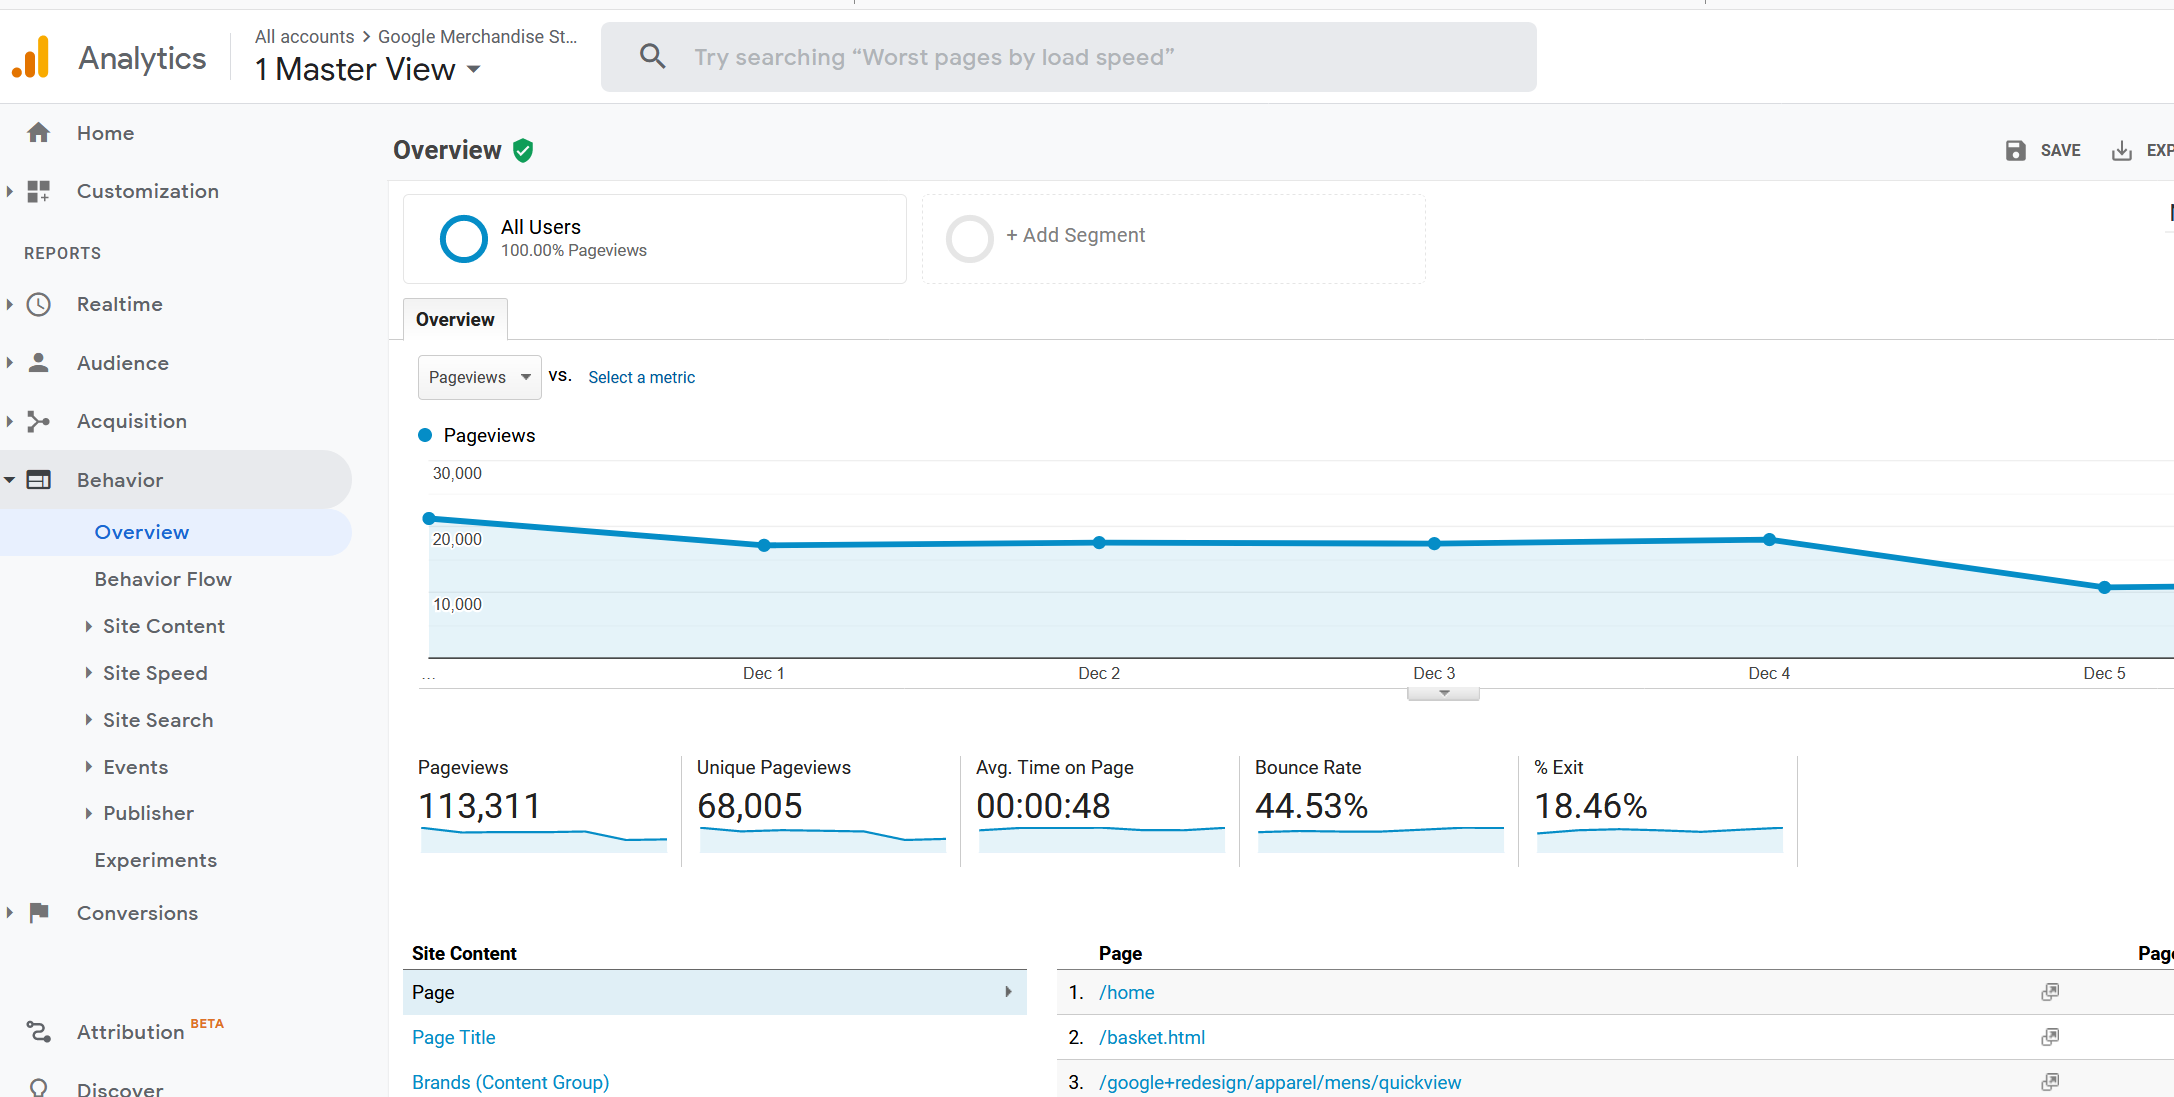 Analytics
All accounts > Google Merchandise St...
1 Master View
Try searching “Worst pages by load speed”
Home
Customization
REPORTS
Realtime
Audience
Acquisition
Behavior
Overview
Behavior Flow
Site Content
Site Speed
Site Search
Events
Publisher
Experiments
Conversions
Attribution BETA
Discover
Overview
SAVE
EXP
All Users
100.00% Pageviews
+ Add Segment
Overview
Pageviews
vs.
Select a metric
Pageviews
30,000
20,000
10,000
... Dec 1 Dec 2 Dec 3 Dec 4 Dec 5
Pageviews
113,311
Unique Pageviews
68,005
Avg. Time on Page
00:00:48
Bounce Rate
44.53%
% Exit
18.46%
Site Content
Page
Page Title
Brands (Content Group)
Page
Page
1. /home
2. /basket.html
3. /google+redesign/apparel/mens/quickview